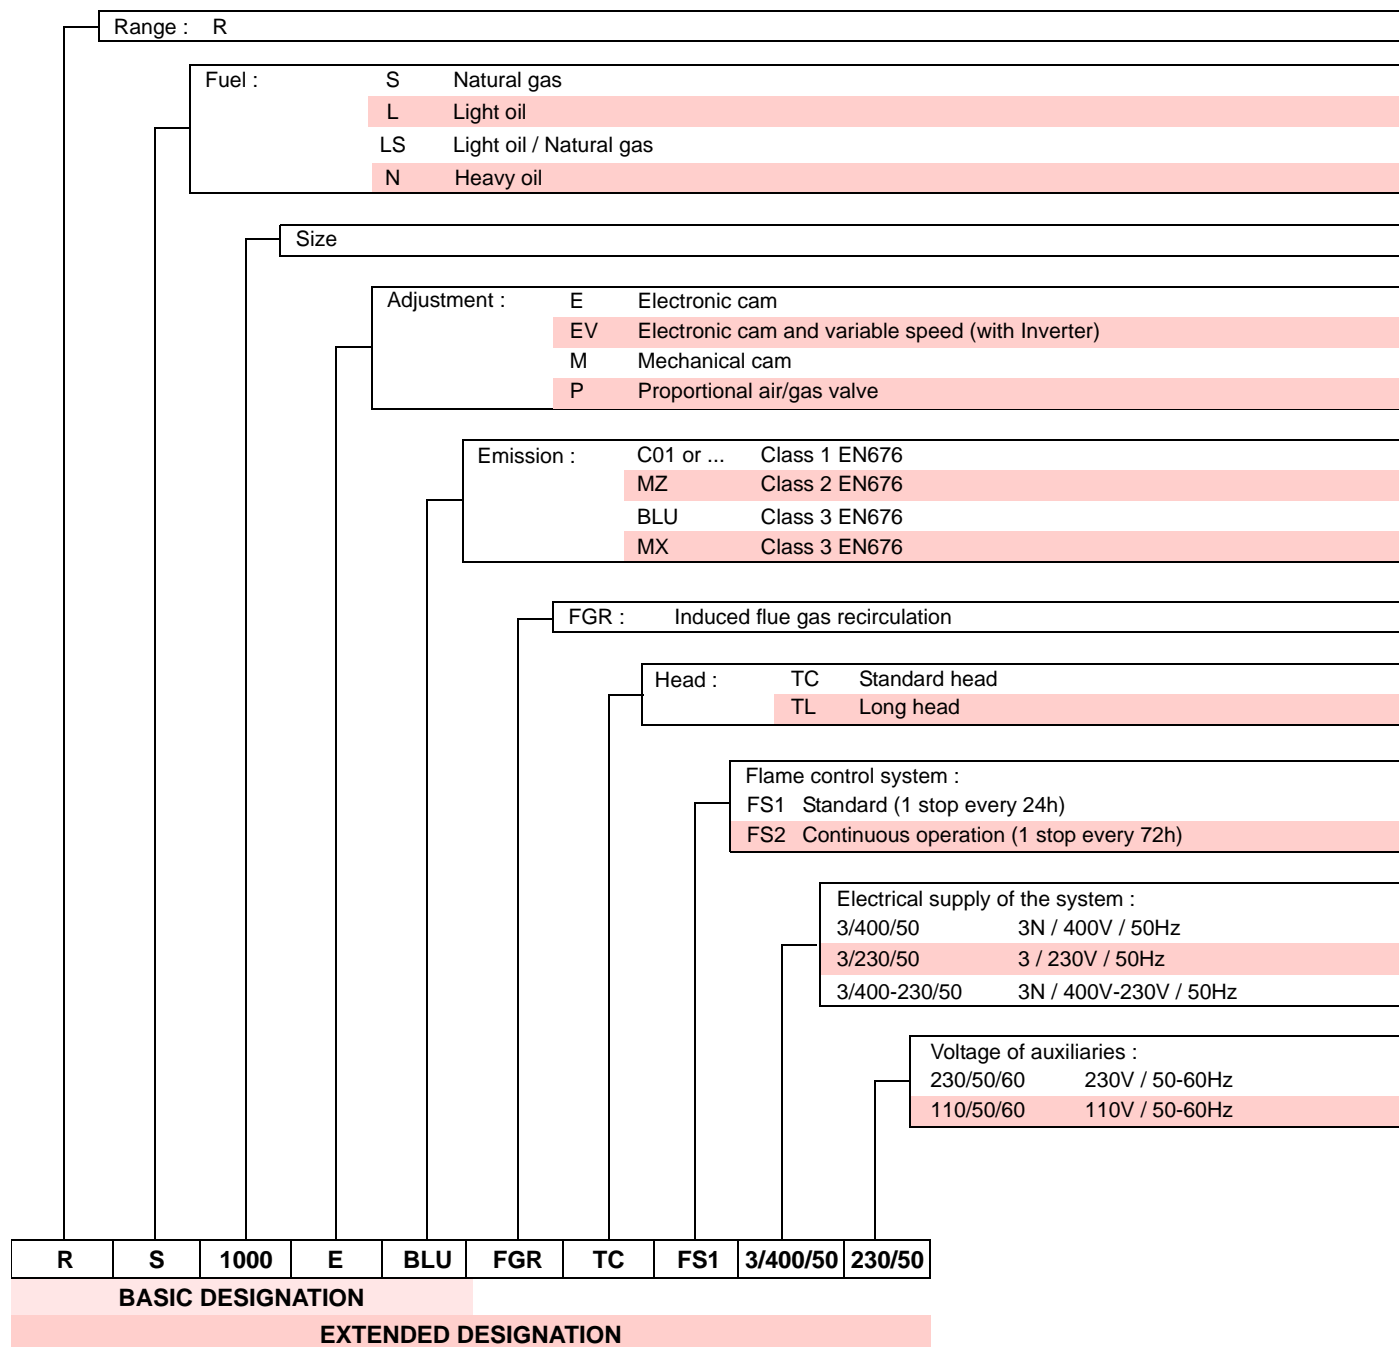 Range : R
Fuel : S Natural gas
L Light oil
LS Light oil / Natural gas
N Heavy oil
Size
Adjustment : E Electronic cam
EV Electronic cam and variable speed (with Inverter)
M Mechanical cam
P Proportional air/gas valve
Emission : C01 or ... Class 1 EN676
MZ Class 2 EN676
BLU Class 3 EN676
MX Class 3 EN676
FGR : Induced flue gas recirculation
Head : TC Standard head
TL Long head
Flame control system :
FS1 Standard (1 stop every 24h)
FS2 Continuous operation (1 stop every 72h)
Electrical supply of the system :
3/400/50 3N / 400V / 50Hz
3/230/50 3 / 230V / 50Hz
3/400-230/50 3N / 400V-230V / 50Hz
Voltage of auxiliaries :
230/50/60 230V / 50-60Hz
110/50/60 110V / 50-60Hz
R S 1000 E BLU FGR TC FS1 3/400/50 230/50
BASIC DESIGNATION
EXTENDED DESIGNATION